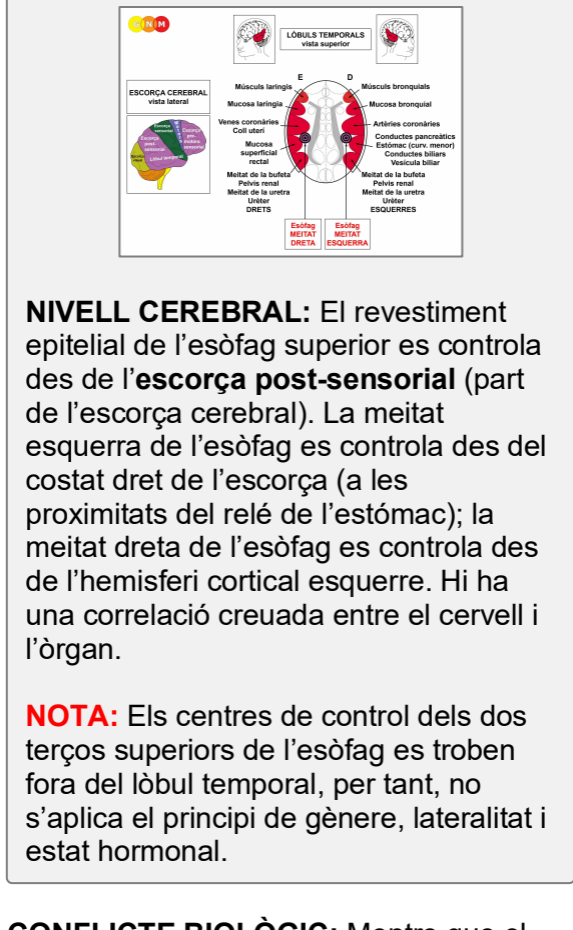 GNM
LÒBULS TEMPORALS
vista superior
ESCORÇA CEREBRAL
vista lateral
E
D
Músculs laringis
Mucosa laríngia
Venes coronàries
Coll uterí
Mucosa
superficial
rectal
Meitat de la bufeta
Pelvis renal
Meitat de la uretra
Urèter
DRETS
Músculs bronquials
Mucosa bronquial
Artèries coronàries
Conductes pancreàtics
Estómac (curv. menor)
Conductes biliars
Vesícula biliar
Meitat de la bufeta
Pelvis renal
Meitat de la uretra
Urèter
ESQUERRES
Esòfag
MEITAT
DRETA
Esòfag
MEITAT
ESQUERRA
NIVELL CEREBRAL: El revestiment
epitelial de l’esòfag superior es controla
des de l’escorça post-sensorial (part
de l’escorça cerebral). La meitat
esquerra de l’esòfag es controla des del
costat dret de l’escorça (a les
proximitats del relé de l’estómac); la
meitat dreta de l’esòfag es controla des
de l’hemisferi cortical esquerre. Hi ha
una correlació creuada entre el cervell i
l’òrgan.
NOTA: Els centres de control dels dos
terços superiors de l’esòfag es troben
fora del lòbul temporal, per tant, no
s’aplica el principi de gènere, lateralitat i
estat hormonal.
CONFLICTE BIOLÒGIC: Mentre que el